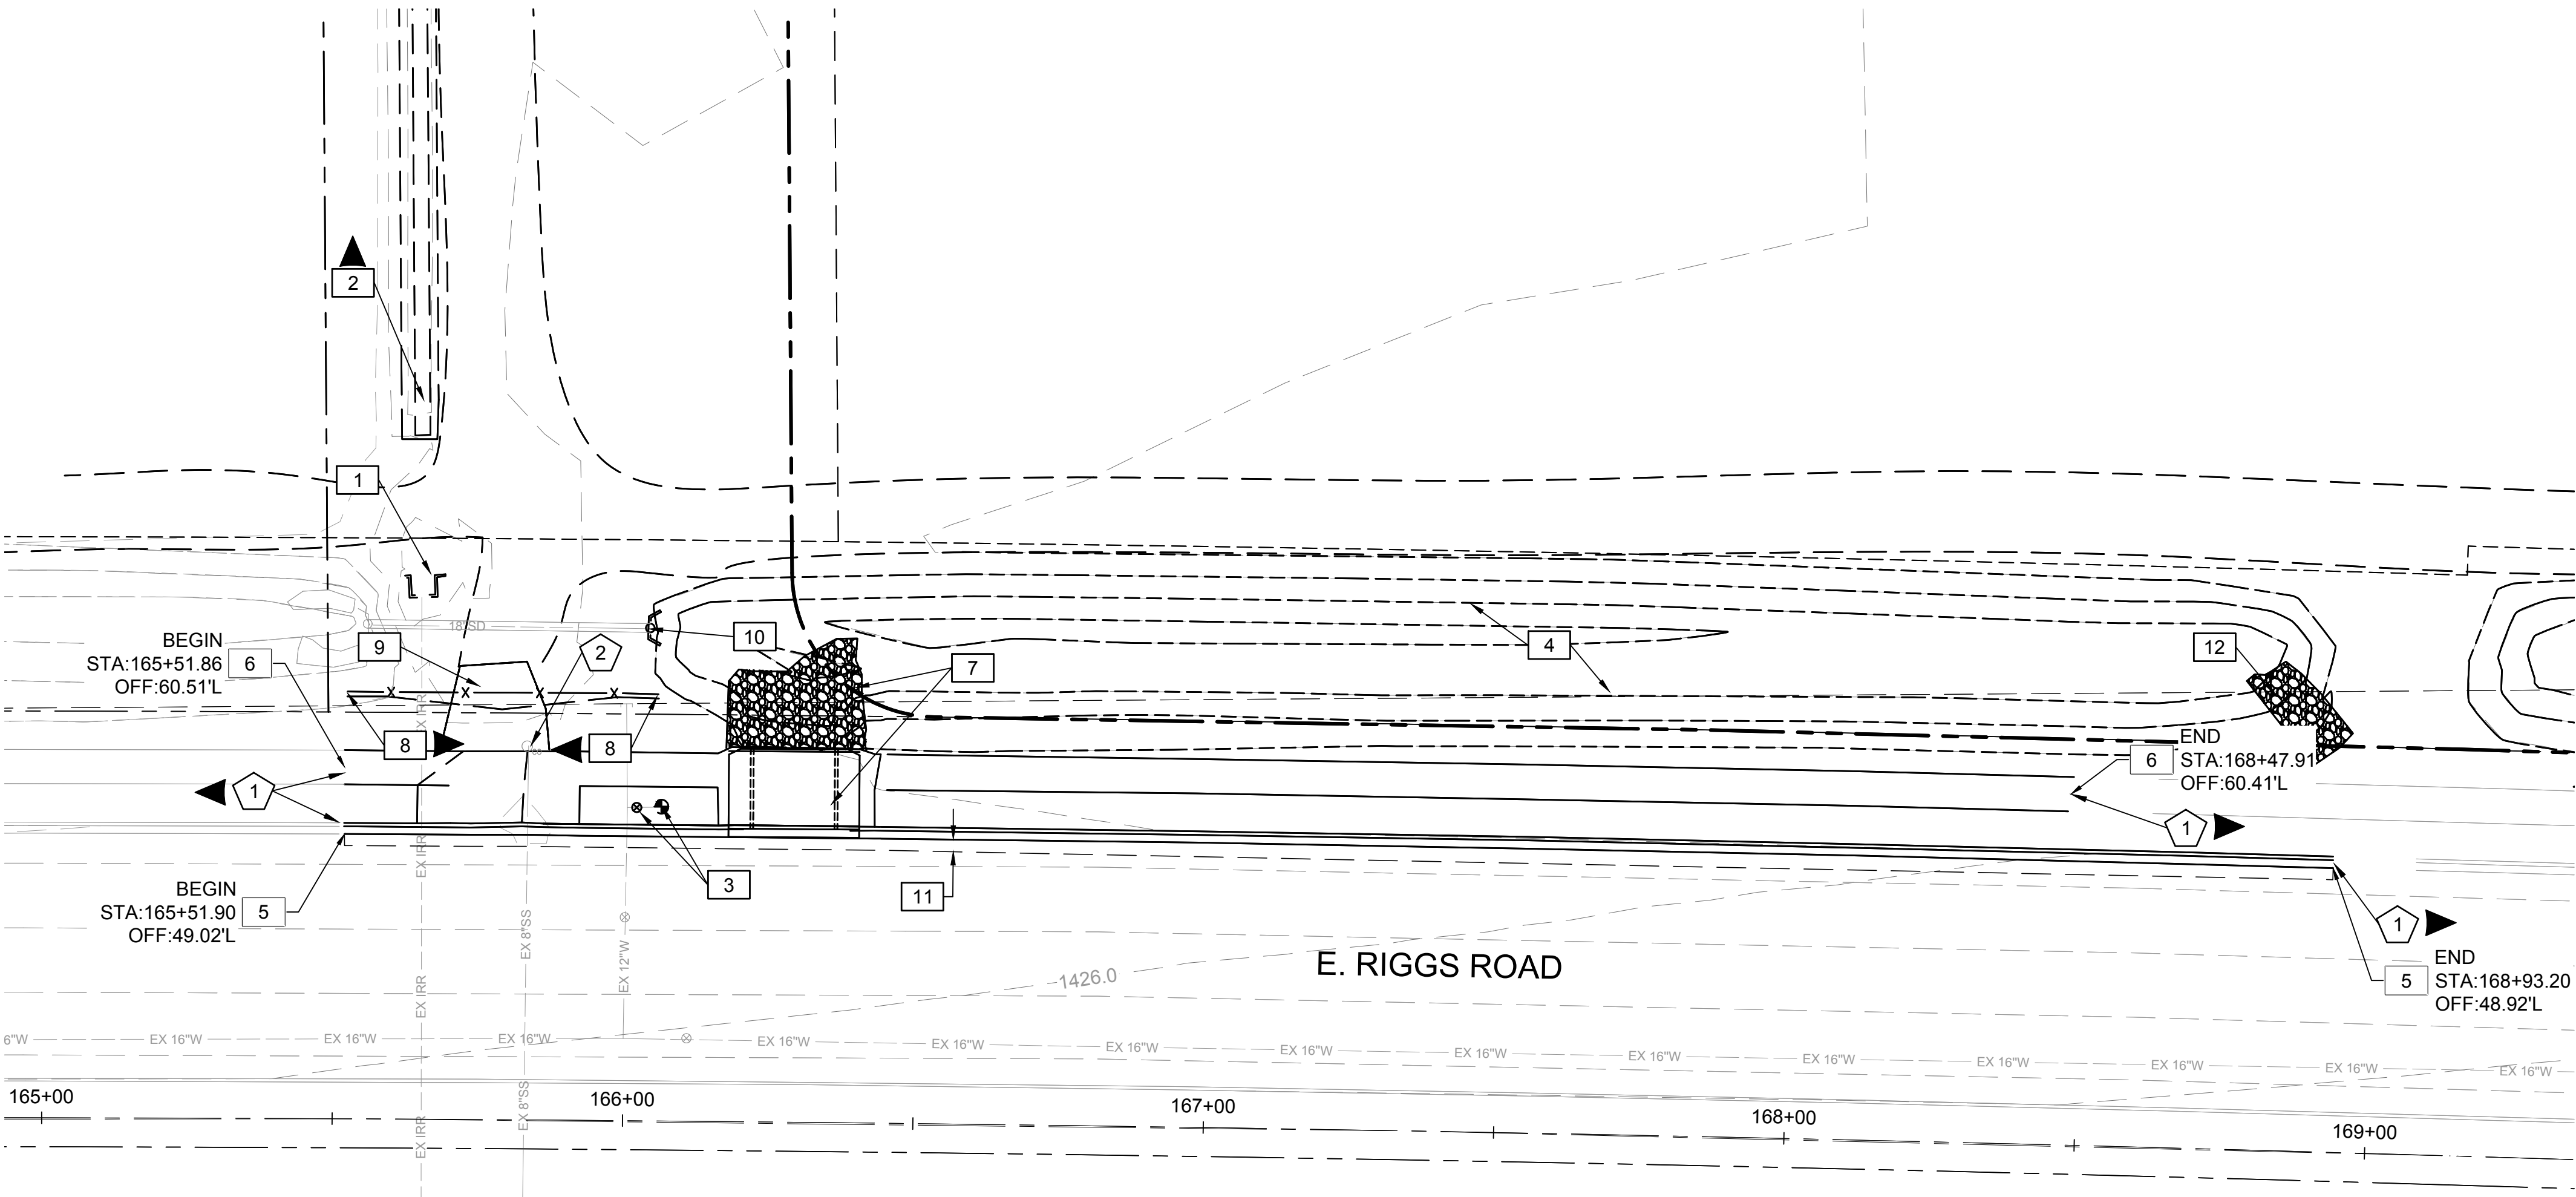 2
1
18"SD
10
2
9
BEGIN
STA:165+51.86
OFF:60.51'L
6
7
4
12
EX IRR
8
8
SS
END
STA:168+47.91'
OFF:60.41'L
6
1
1
3
11
EX IRR
BEGIN
STA:165+51.90
OFF:49.02'L
5
EX 8"SS
EX 12"W
E. RIGGS ROAD
1426.0
1
END
STA:168+93.20
OFF:48.92'L
5
EX IRR
6"W
EX 16"W
EX 16"W
EX 16"W
EX 16"W
EX 16"W
EX 16"W
EX 16"W
EX 16"W
EX 16"W
EX 16"W
EX 16"W
EX 16"W
EX 16"W
EX 16"W
165+00
166+00
167+00
168+00
169+00
EX 8"SS
EX IRR
X
X
X
X